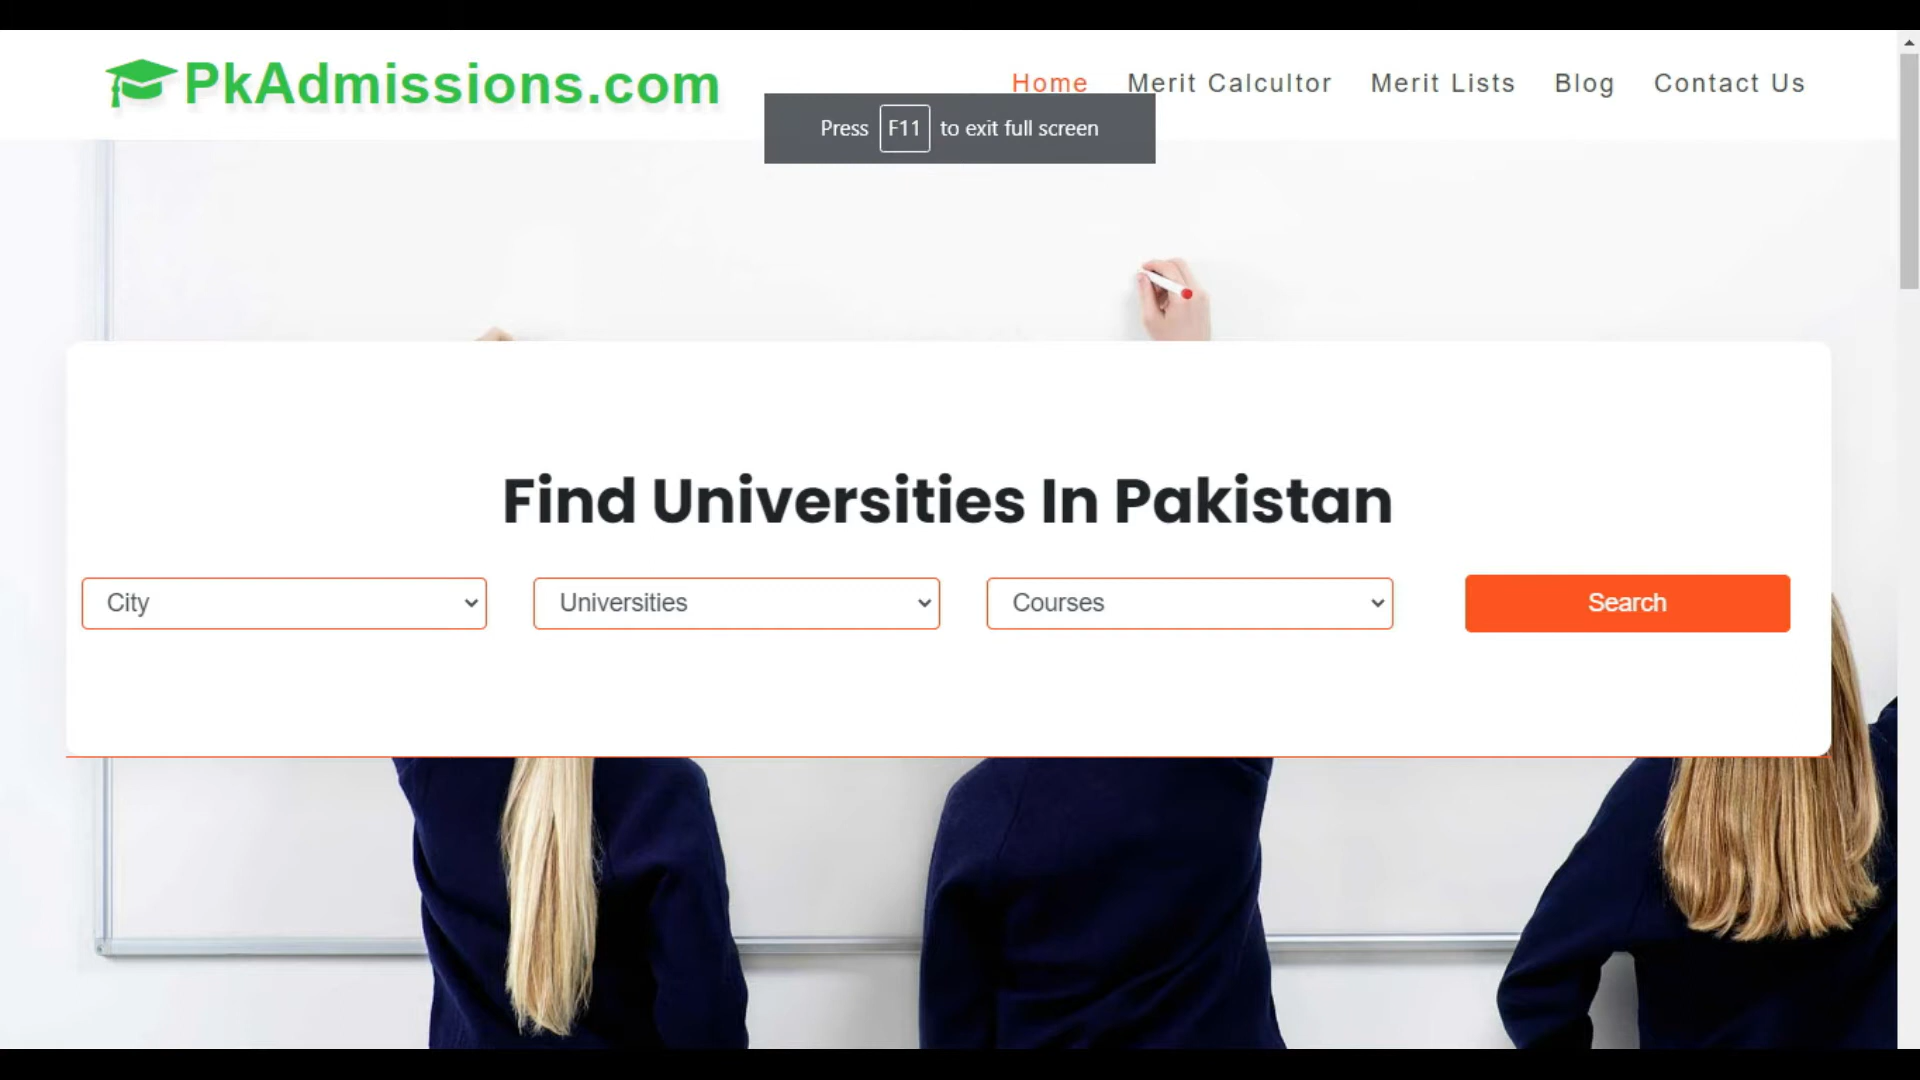 PkAdmissions.com
Home Merit Calcultor Merit Lists Blog Contact Us
Press F11 to exit full screen
Find Universities In Pakistan
City Universities Courses Search